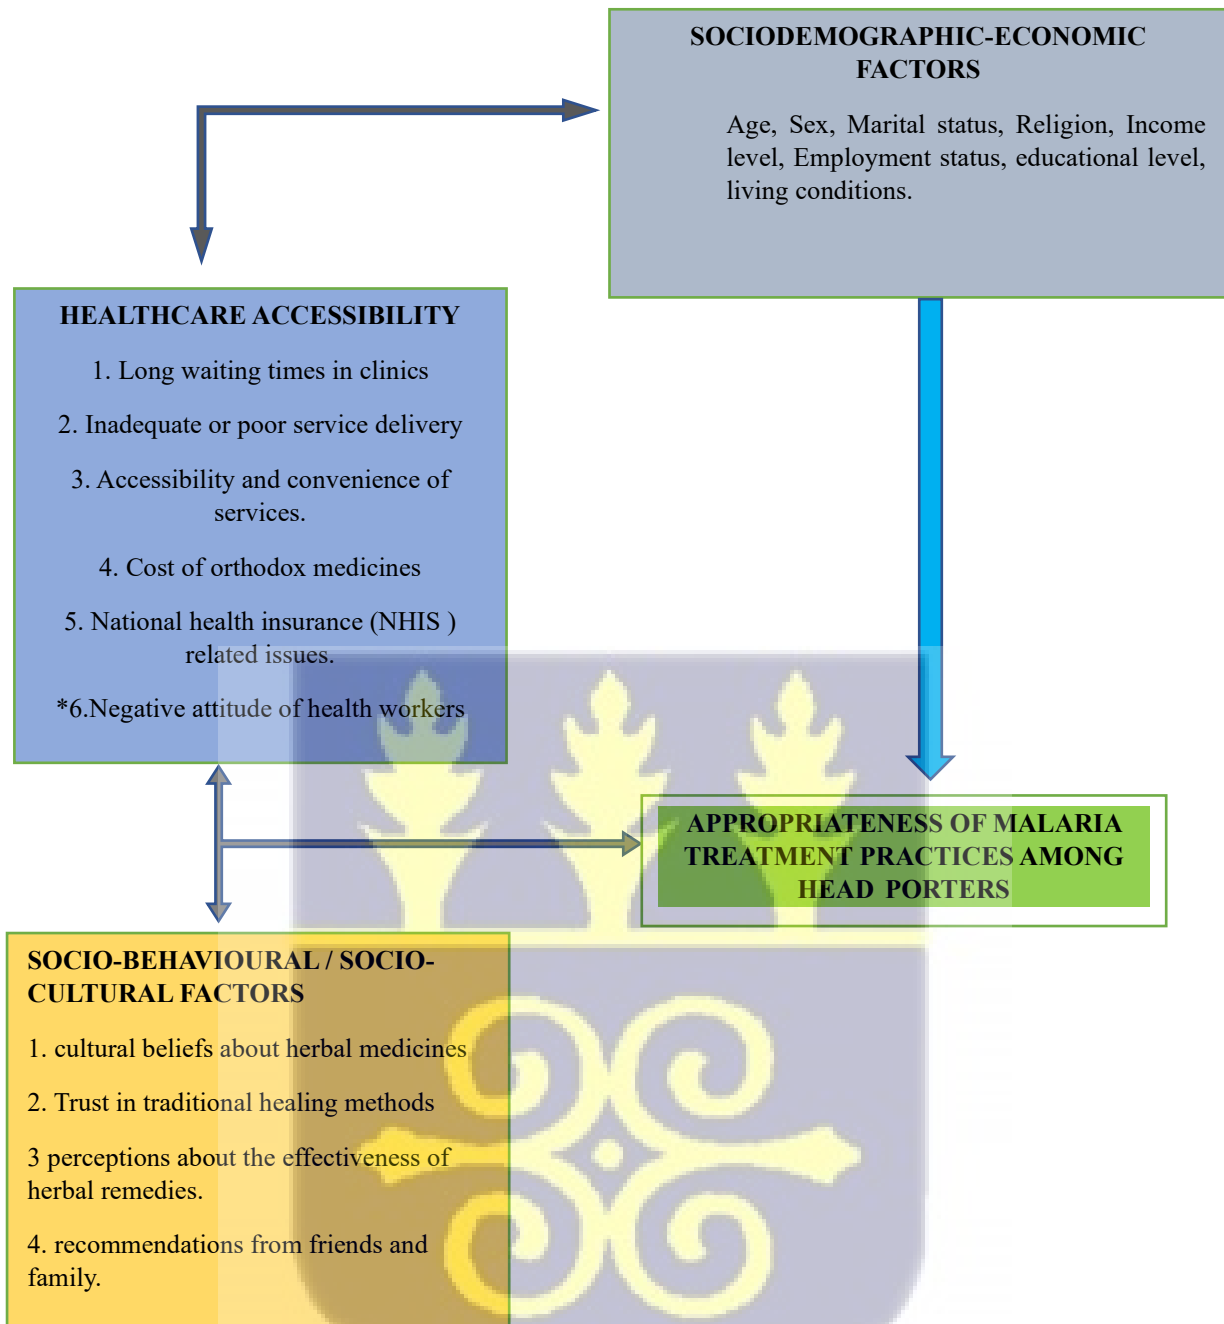 SOCIODEMOGRAPHIC-ECONOMIC
FACTORS
Age, Sex, Marital status, Religion, Income
level, Employment status, educational level,
living conditions.
HEALTHCARE ACCESSIBILITY
1. Long waiting times in clinics
2. Inadequate or poor service delivery
3. Accessibility and convenience of
services.
4. Cost of orthodox medicines
5. National health insurance (NHIS )
related issues.
*6.Negative attitude of health workers
APPROPRIATENESS OF MALARIA
TREATMENT PRACTICES AMONG
HEAD PORTERS
SOCIO-BEHAVIOURAL / SOCIO-
CULTURAL FACTORS
1. cultural beliefs about herbal medicines
2. Trust in traditional healing methods
3 perceptions about the effectiveness of
herbal remedies.
4. recommendations from friends and
family.